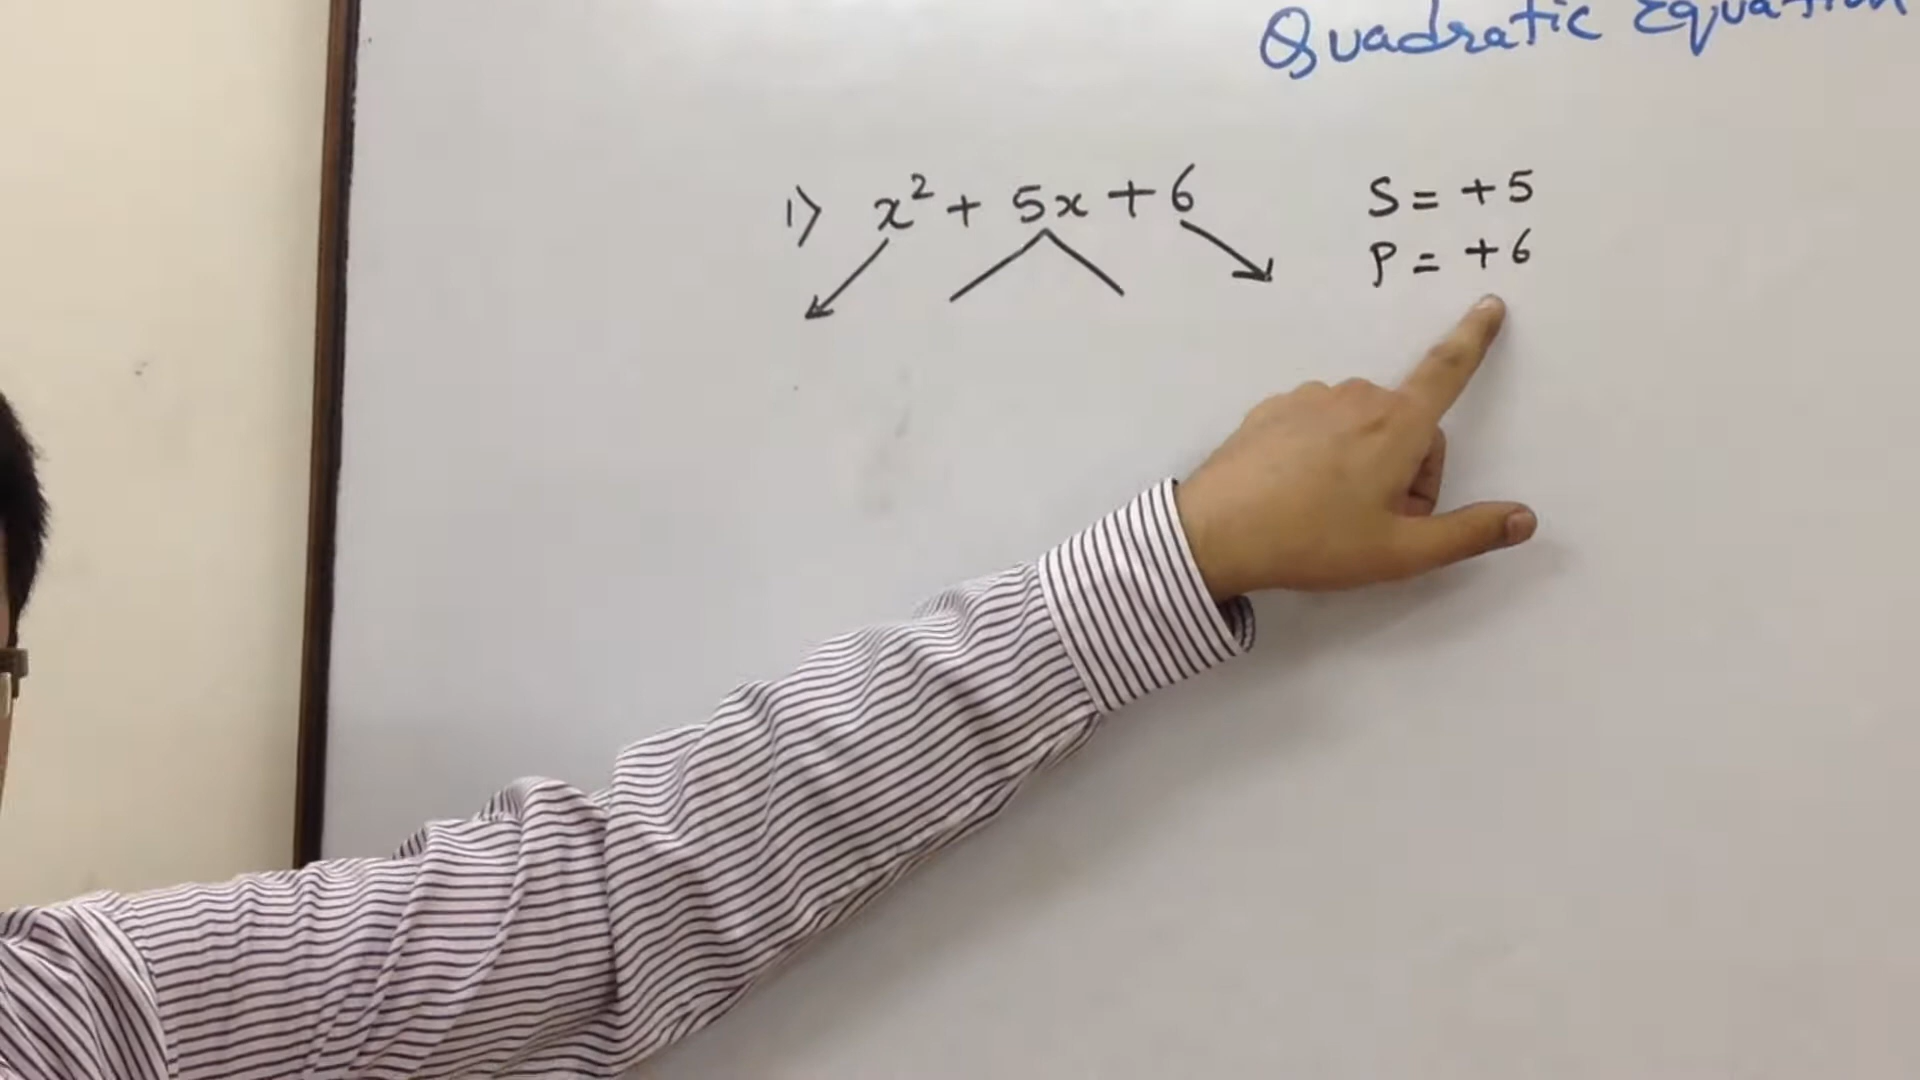 Quadratic Equation
1) x² + 5x + 6
S = +5
P = +6